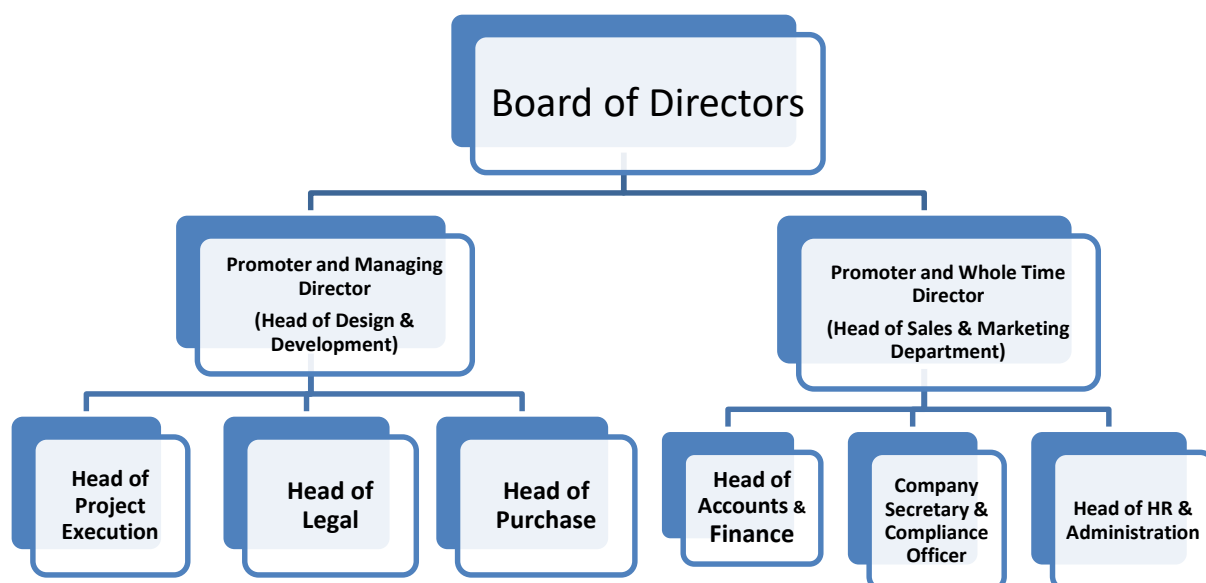 Board of Directors
Promoter and Managing
Director
(Head of Design &
Development)
Promoter and Whole Time
Director
(Head of Sales & Marketing
Department)
Head of
Project
Execution
Head of
Legal
Head of
Purchase
Head of
Accounts &
Finance
Company
Secretary &
Compliance
Officer
Head of HR &
Administration